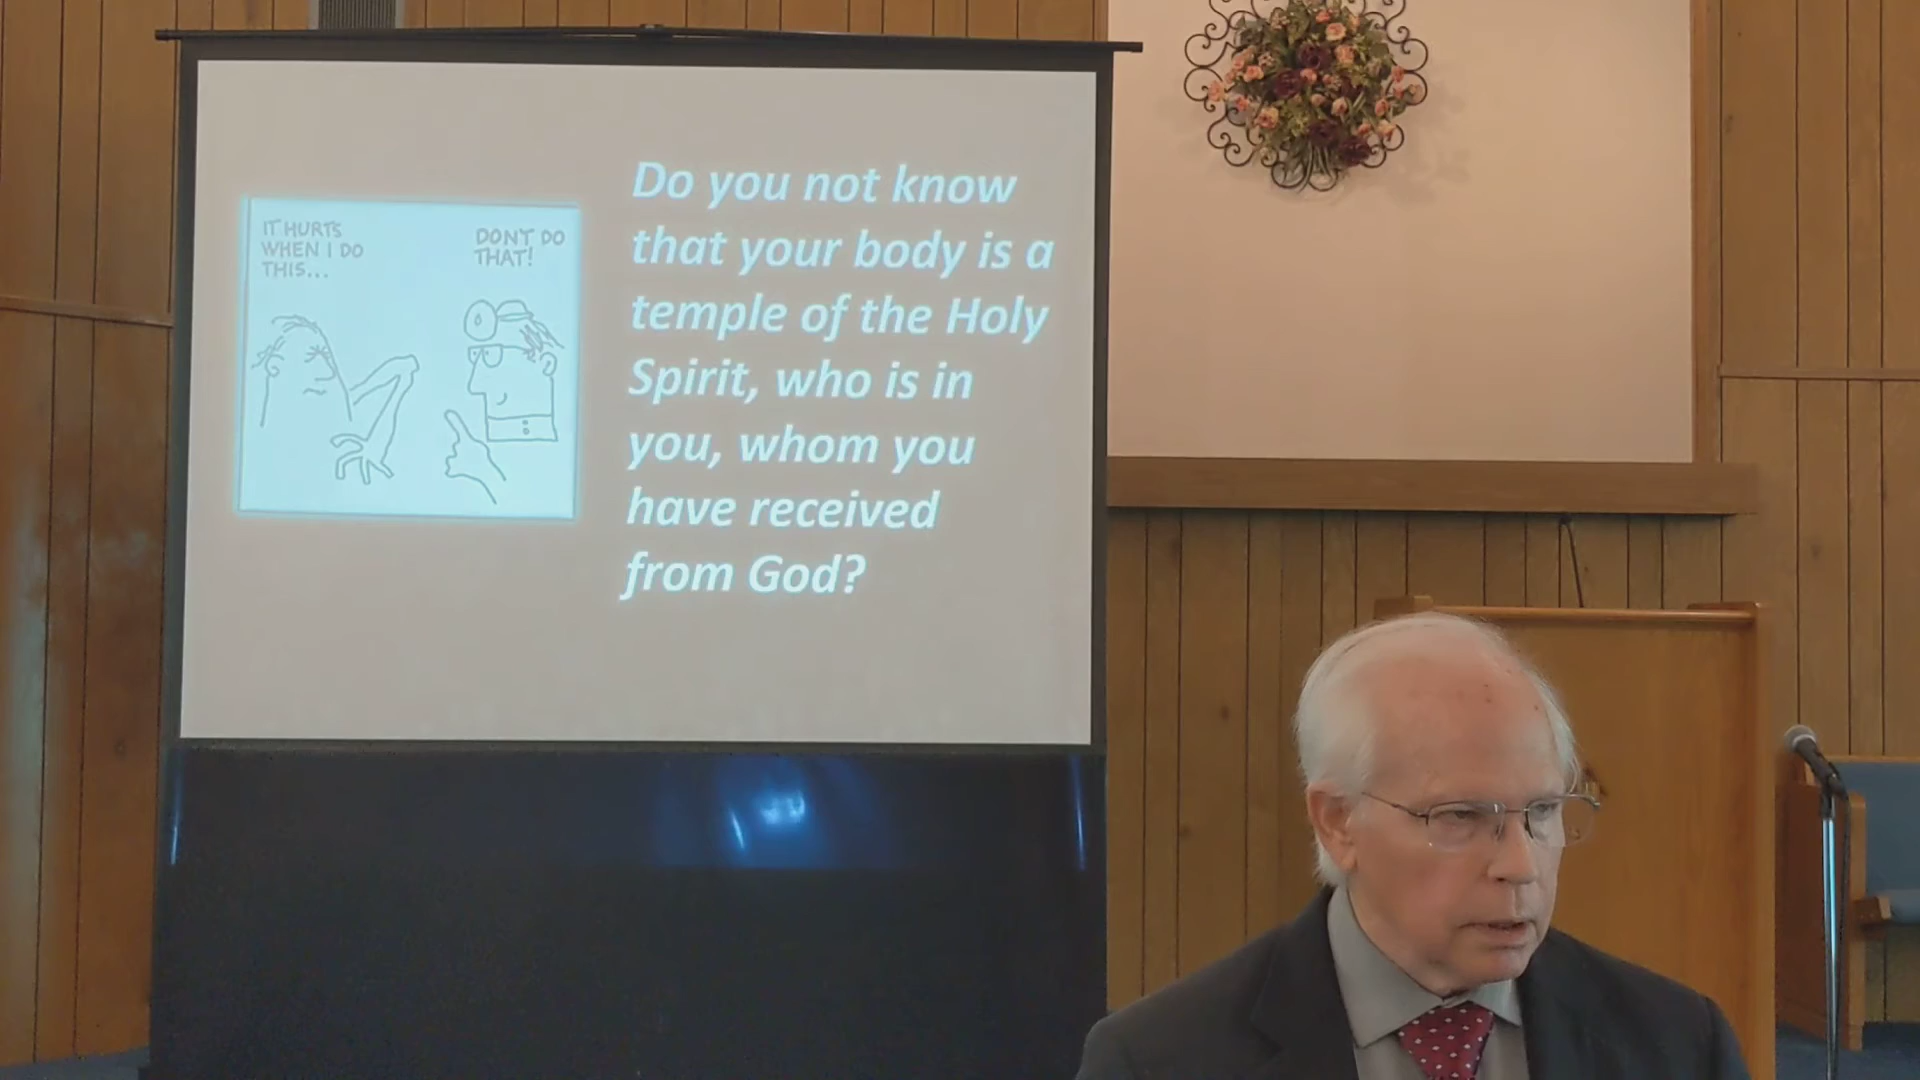 IT HURTS
WHEN I DO
THIS...
DON'T DO
THAT!
Do you not know
that your body is a
temple of the Holy
Spirit, who is in
you, whom you
have received
from God?